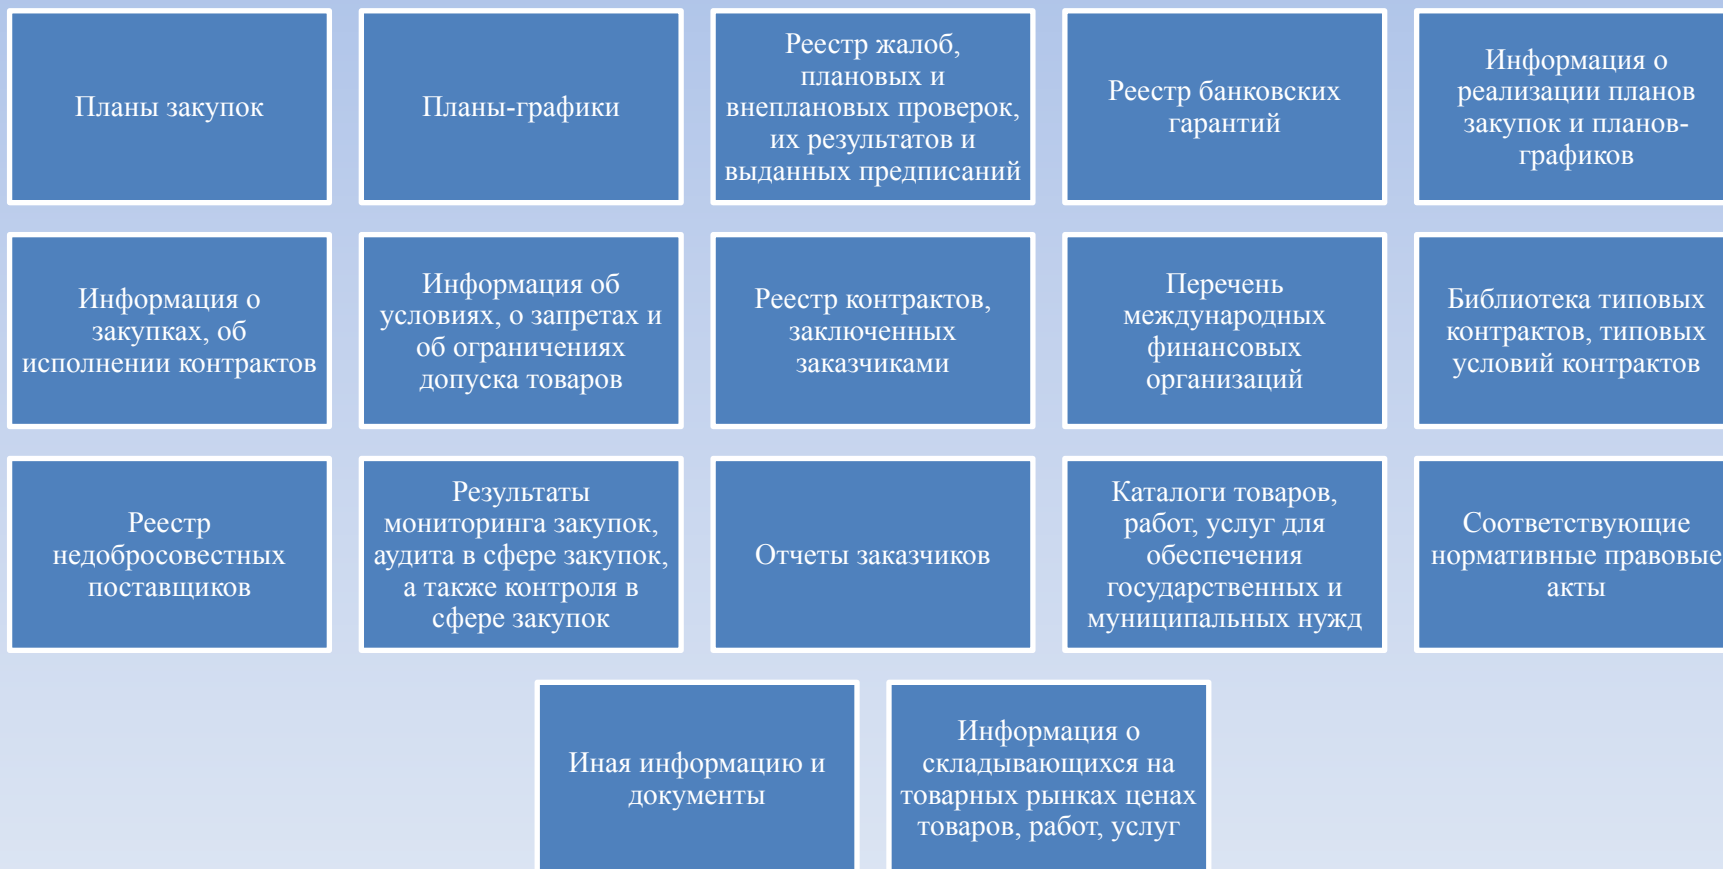 Планы закупок
Планы-графики
Реестр жалоб,
плановых и
внеплановых проверок,
их результатов и
выданных предписаний
Реестр банковских
гарантий
Информация о
реализации планов
закупок и планов-
графиков
Информация о
закупках, об
исполнении контрактов
Информация об
условиях, о запретах и
об ограничениях
допуска товаров
Реестр контрактов,
заключенных
заказчиками
Перечень
международных
финансовых
организаций
Библиотека типовых
контрактов, типовых
условий контрактов
Реестр
недобросовестных
поставщиков
Результаты
мониторинга закупок,
аудита в сфере закупок,
а также контроля в
сфере закупок
Отчеты заказчиков
Каталоги товаров,
работ, услуг для
обеспечения
государственных и
муниципальных нужд
Соответствующие
нормативные правовые
акты
Иная информацию и
документы
Информация о
складывающихся на
товарных рынках ценах
товаров, работ, услуг